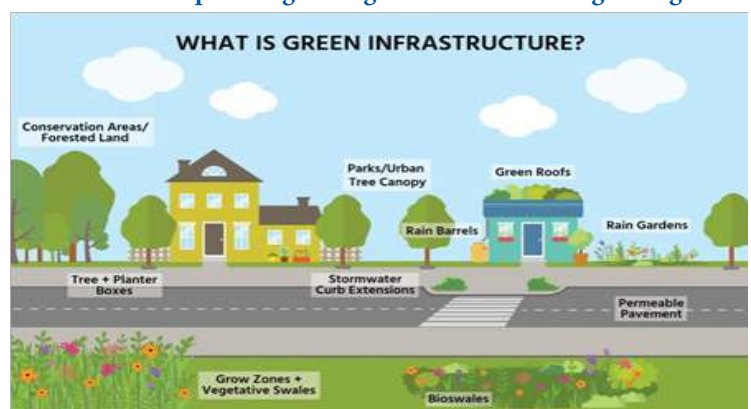 WHAT IS GREEN INFRASTRUCTURE?
Conservation Areas/
Forested Land
Parks/Urban
Tree Canopy
Green Roofs
Rain Barrels
Rain Gardens
Tree + Planter
Boxes
Stormwater
Curb Extensions
Permeable
Pavement
Grow Zones +
Vegetative Swales
Bioswales